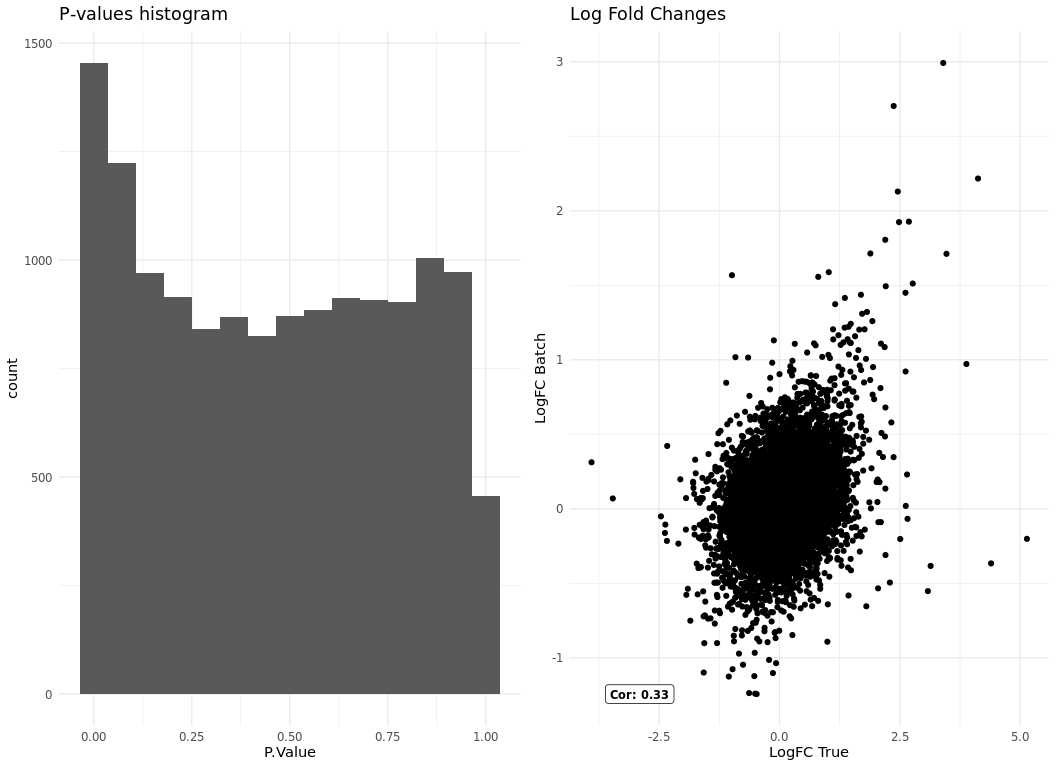 P-values histogram
1500
1000
500
0
count
0.00
0.25
0.50
0.75
1.00
P.Value
Log Fold Changes
3
2
1
0
-1
LogFC Batch
Cor: 0.33
-2.5
0.0
2.5
5.0
LogFC True